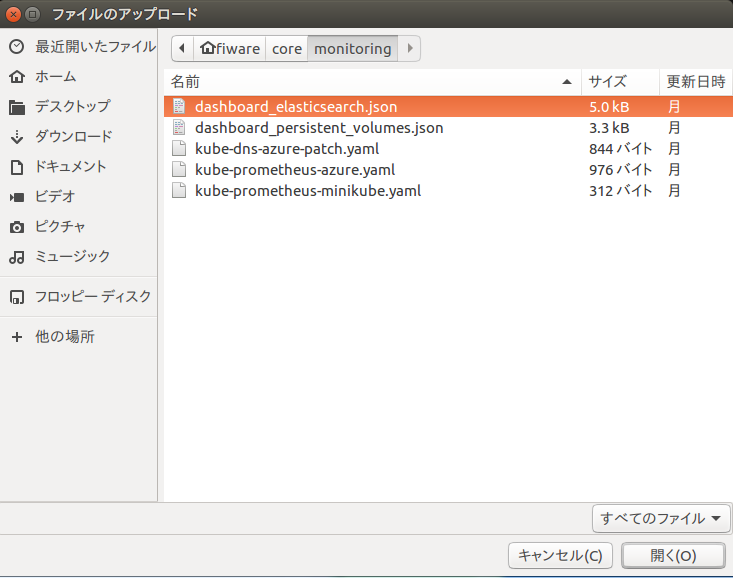 ファイルのアップロード
最近開いたファイル
ホーム
デスクトップ
ダウンロード
ドキュメント
ビデオ
ピクチャ
ミュージック
フロッピー ディスク
他の場所
fiware core monitoring
名前 サイズ 更新日時
dashboard_elasticsearch.json 5.0 kB 月
dashboard_persistent_volumes.json 3.3 kB 月
kube-dns-azure-patch.yaml 844 バイト 月
kube-prometheus-azure.yaml 976 バイト 月
kube-prometheus-minikube.yaml 312 バイト 月
すべてのファイル
キャンセル(C) 開く(O)